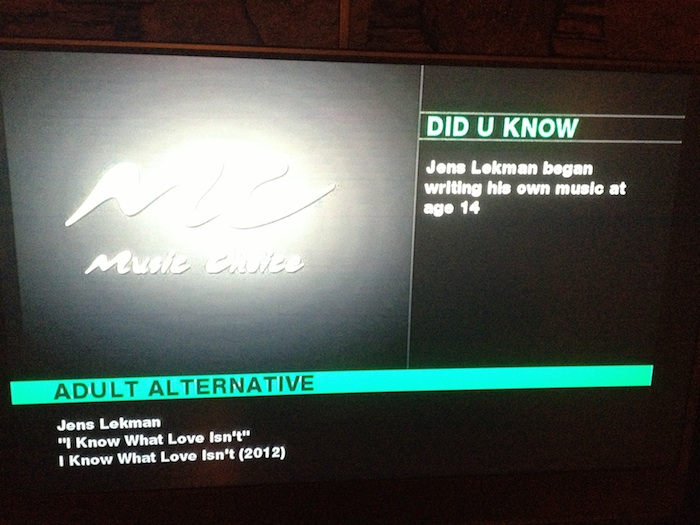 MC
Music Choice
DID U KNOW
Jens Lekman began
writing his own music at
age 14
ADULT ALTERNATIVE
Jens Lekman
"I Know What Love Isn't"
I Know What Love Isn't (2012)